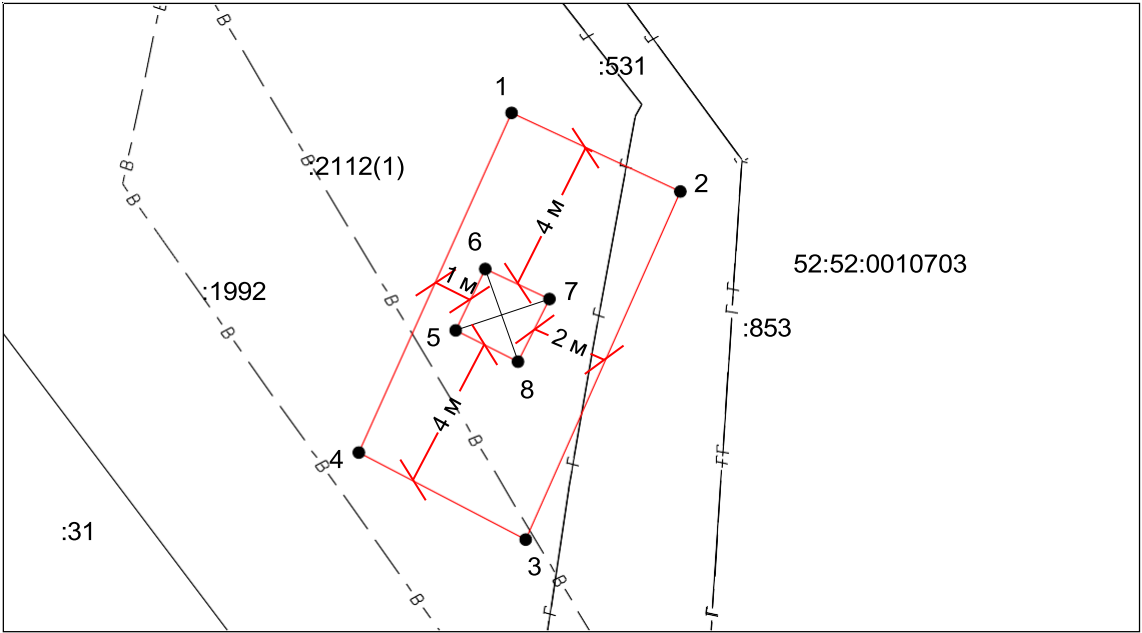 :531
1
:2112(1)
2
4 м
6
52:52:0010703
1 м
7
:1992
5
2 м
:853
8
4 м
4
:31
3
В
В
В
В
В
В
В
В
В
В
В
Г
Г
Г
Г
Г
Г
Г
Г
Г
Г
Г
Г